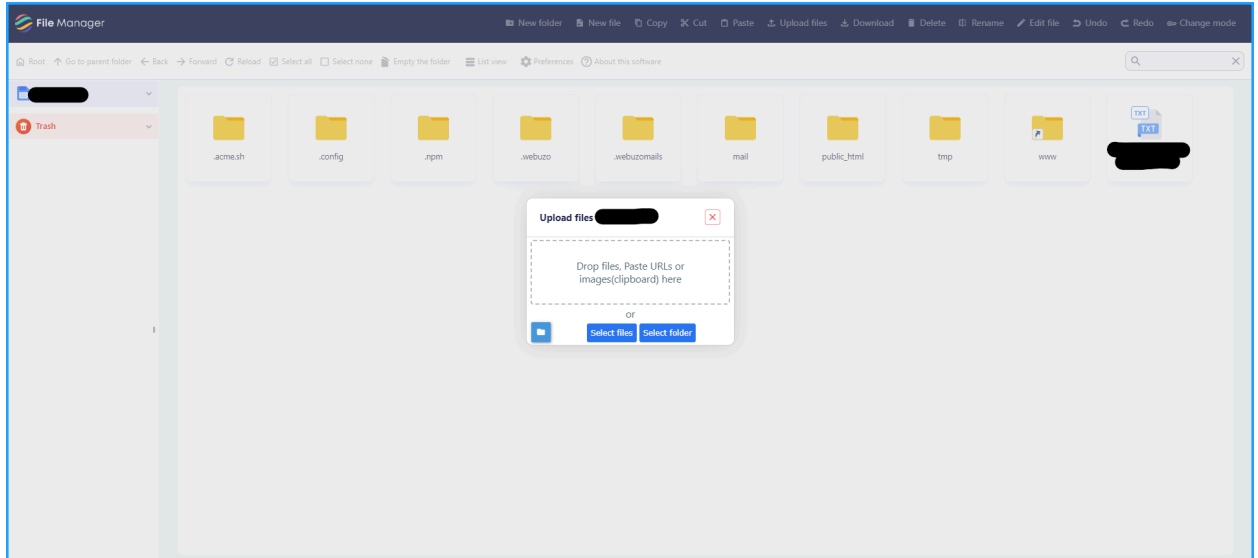 File Manager
New folder New file Copy Cut Paste Upload files Download Delete Rename Edit file Undo Redo Change mode
Root Go to parent folder Back Forward Reload Select all Select none Empty the folder List view Preferences About this software
Trash
.acme.sh .config .npm .webuzo .webuzomails mail public_html tmp www
TXT
TXT
Upload files
Drop files, Paste URLs or
images(clipboard) here
or
Select files Select folder